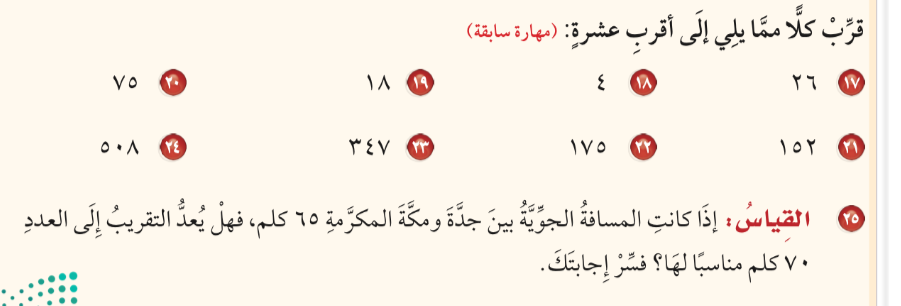 قرِّبْ كلًّا ممَّا يلِي إلَى أقربِ عشرةٍ: (مهارة سابقة)
١٧ ٢٦ ١٨ ٤ ١٩ ١٨ ٢٠ ٧٥
٢١ ١٥٢ ٢٢ ١٧٥ ٢٣ ٣٤٧ ٢٤ ٥٠٨
٢٥ القِياسُ: إذَا كانتِ المسافةُ الجوِّيَّةُ بينَ جدَّةَ ومكَّةَ المكرَّمةِ ٦٥ كلم، فهلْ يُعدُّ التقريبُ إلَى العددِ
٧٠ كلم مناسبًا لهَا؟ فسِّرْ إجابتَكَ.